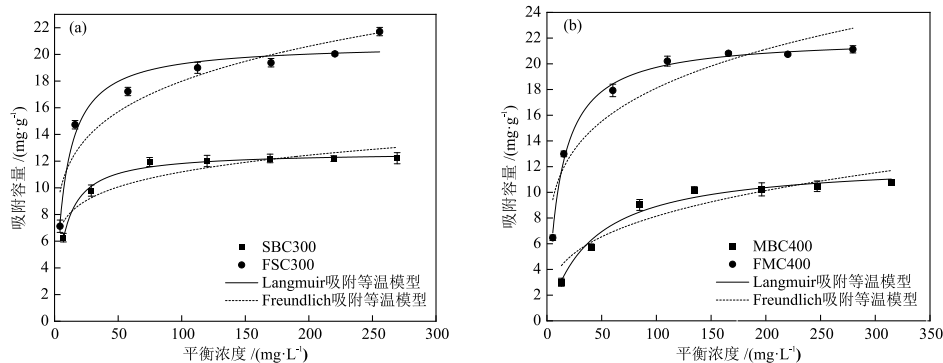 (a)
吸附容量 /(mg·g⁻¹)
22
20
18
16
14
12
10
8
6
4
2
0
SBC300
FSC300
Langmuir吸附等温模型
Freundlich吸附等温模型
0 50 100 150 200 250 300
平衡浓度 /(mg·L⁻¹)
(b)
吸附容量 /(mg·g⁻¹)
24
22
20
18
16
14
12
10
8
6
4
2
0
MBC400
FMC400
Langmuir吸附等温模型
Freundlich吸附等温模型
0 50 100 150 200 250 300 350
平衡浓度 /(mg·L⁻¹)